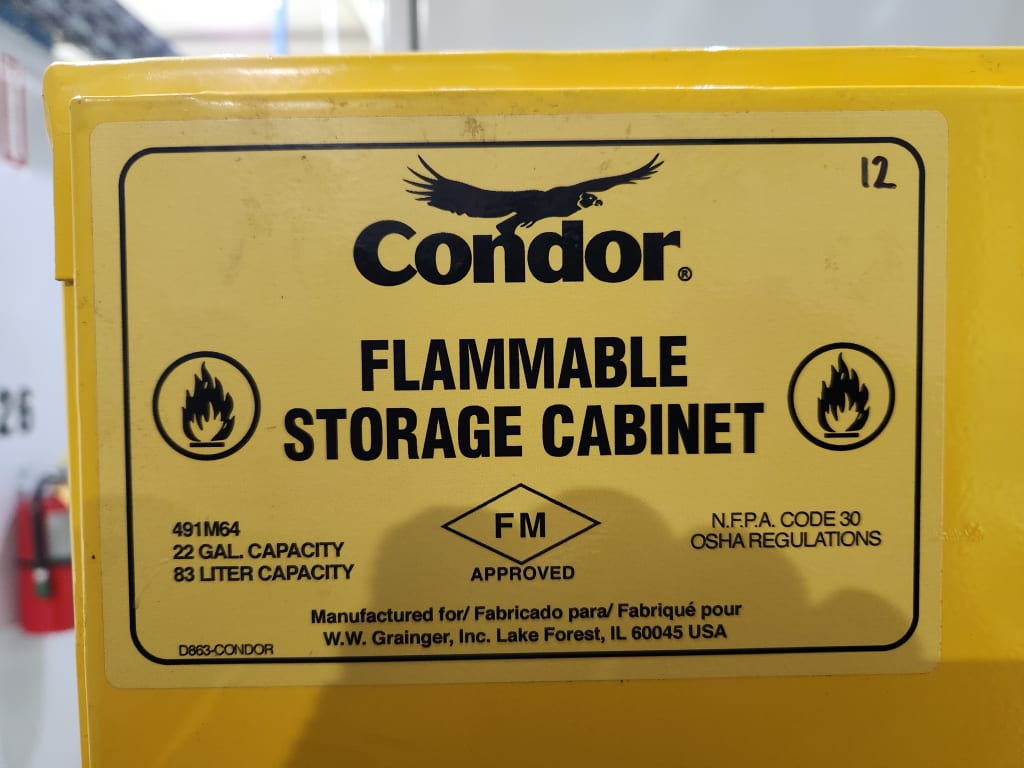 12
Condor®
FLAMMABLE
STORAGE CABINET
491M64
22 GAL. CAPACITY
83 LITER CAPACITY
FM
APPROVED
N.F.P.A. CODE 30
OSHA REGULATIONS
Manufactured for/ Fabricado para/ Fabriqué pour
W.W. Grainger, Inc. Lake Forest, IL 60045 USA
D863-CONDOR
26